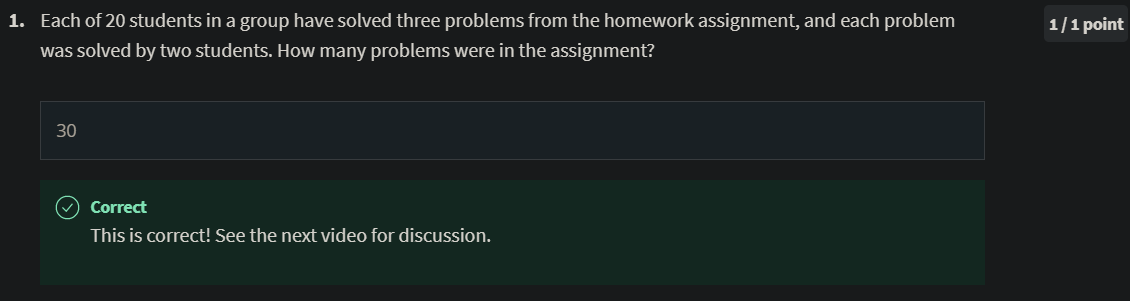 1. Each of 20 students in a group have solved three problems from the homework assignment, and each problem
1 / 1 point
was solved by two students. How many problems were in the assignment?
30
Correct
This is correct! See the next video for discussion.